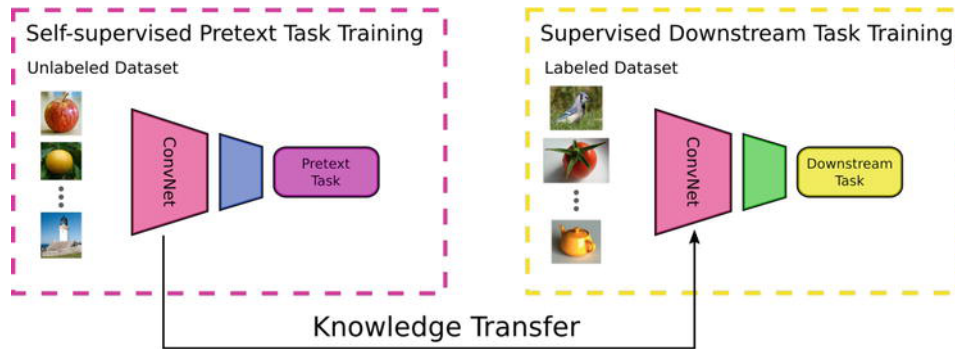 Self-supervised Pretext Task Training
Unlabeled Dataset
ConvNet
Pretext
Task
Supervised Downstream Task Training
Labeled Dataset
ConvNet
Downstream
Task
Knowledge Transfer